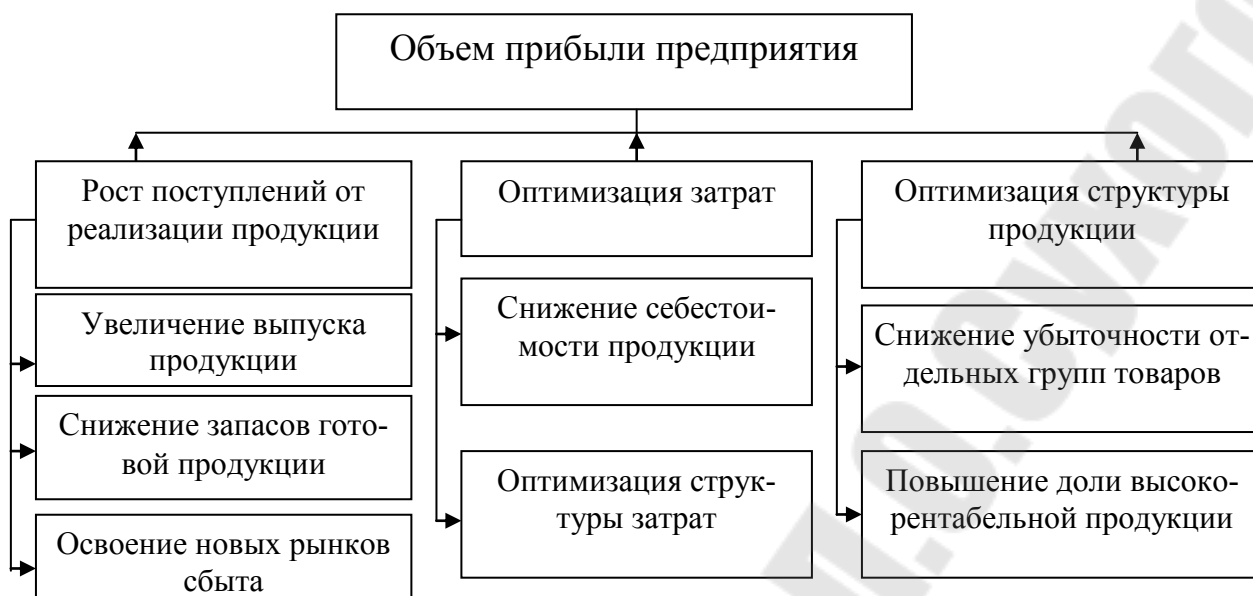 Объем прибыли предприятия
Рост поступлений от
реализации продукции
Увеличение выпуска
продукции
Снижение запасов гото-
вой продукции
Освоение новых рынков
сбыта
Оптимизация затрат
Снижение себестои-
мости продукции
Оптимизация струк-
туры затрат
Оптимизация структуры
продукции
Снижение убыточности от-
дельных групп товаров
Повышение доли высоко-
рентабельной продукции